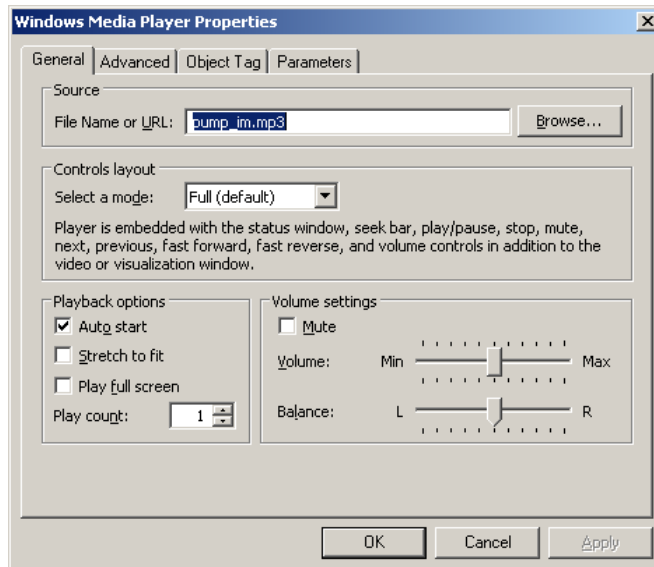 Windows Media Player Properties
General Advanced Object Tag Parameters
Source
File Name or URL: pump_im.mp3 Browse...
Controls layout
Select a mode: Full (default)
Player is embedded with the status window, seek bar, play/pause, stop, mute,
next, previous, fast forward, fast reverse, and volume controls in addition to the
video or visualization window.
Playback options
Auto start
Stretch to fit
Play full screen
Play count: 1
Volume settings
Mute
Volume: Min Max
Balance: L R
OK Cancel Apply